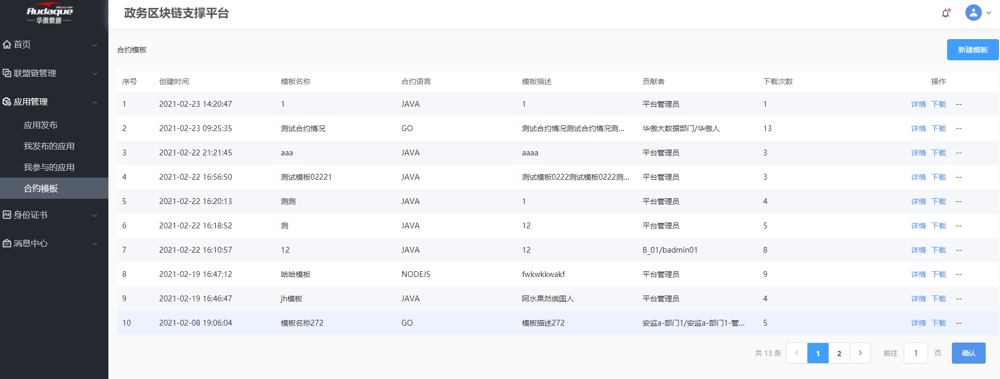 Audaque
华傲数据
政务区块链支撑平台
首页
联盟链管理
应用管理
应用发布
我发布的应用
我参与的应用
合约模板
身份证书
消息中心
合约模板
新建模板
序号 创建时间 模板名称 合约语言 模板描述 贡献者 下载次数 操作
1 2021-02-23 14:20:47 1 JAVA 1 平台管理员 1 详情 下载 --
2 2021-02-23 09:25:35 测试合约情况 GO 测试合约情况测试合约情况测... 华傲大数据部门/华傲人 13 详情 下载 --
3 2021-02-22 21:21:45 aaa JAVA aaaa 平台管理员 3 详情 下载 --
4 2021-02-22 16:56:50 测试模板02221 JAVA 测试模板0222测试模板0222测... 平台管理员 3 详情 下载 --
5 2021-02-22 16:20:13 测测 JAVA 1 平台管理员 4 详情 下载 --
6 2021-02-22 16:18:52 测 JAVA 12 平台管理员 5 详情 下载 --
7 2021-02-22 16:10:57 12 JAVA 12 B_01/badmin01 8 详情 下载 --
8 2021-02-19 16:47:12 哈哈模板 NODEJS fwkwkkwakf 平台管理员 9 详情 下载 --
9 2021-02-19 16:46:47 jh模板 JAVA 阿水果然俄国人 平台管理员 4 详情 下载 --
10 2021-02-08 19:06:04 模板名称272 GO 模板描述272 安监a-部门1/安监a-部门1-管... 5 详情 下载 --
共 13 条 < 1 2 > 前往 1 页 确认